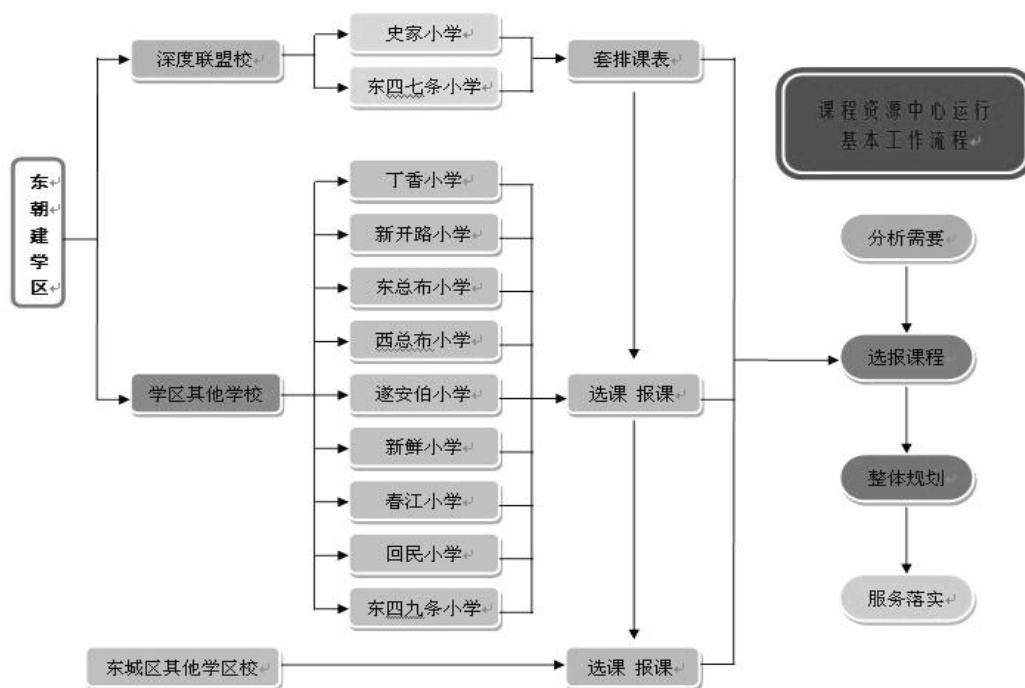 深度联盟校
史家小学
东四七条小学
套排课表
课程资源中心运行
基本工作流程
东
朝
建
学
区
丁香小学
新开路小学
东总布小学
西总布小学
学区其他学校
遂安伯小学
新鲜小学
春江小学
回民小学
东四九条小学
选课 报课
分析需要
选报课程
整体规划
服务落实
东城区其他学区校
选课 报课